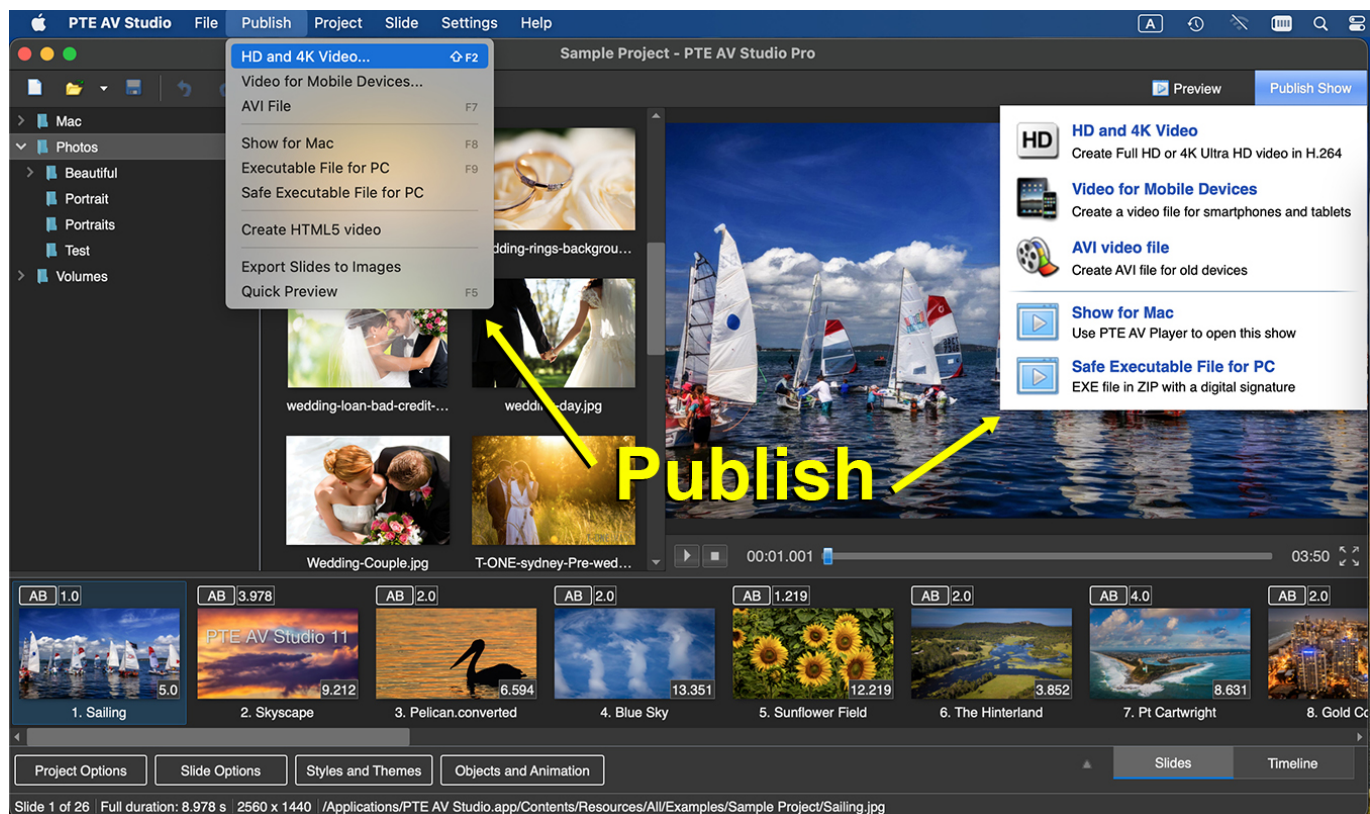 PTE AV Studio File Publish Project Slide Settings Help A
Sample Project - PTE AV Studio Pro
HD and 4K Video... F2
Video for Mobile Devices...
AVI File F7
Show for Mac F8
Executable File for PC F9
Safe Executable File for PC
Create HTML5 video
Export Slides to Images
Quick Preview F5
Preview Publish Show
HD and 4K Video
Create Full HD or 4K Ultra HD video in H.264
HD
Video for Mobile Devices
Create a video file for smartphones and tablets
AVI video file
Create AVI file for old devices
Show for Mac
Use PTE AV Player to open this show
Safe Executable File for PC
EXE file in ZIP with a digital signature
Mac
Photos
Beautiful
Portrait
Portraits
Test
Volumes
dding-rings-backgrou...
wedding-loan-bad-credit-... wedding-day.jpg
Wedding-Couple.jpg T-ONE-sydney-Pre-wed...
Publish
00:01.001 03:50
AB 1.0 AB 3.978 AB 2.0 AB 2.0 AB 1.219 AB 2.0 AB 4.0 AB 2.0
PTE AV Studio 11
5.0 9.212 6.594 13.351 12.219 3.852 8.631
1. Sailing 2. Skyscape 3. Pelican.converted 4. Blue Sky 5. Sunflower Field 6. The Hinterland 7. Pt Cartwright 8. Gold Co
Project Options Slide Options Styles and Themes Objects and Animation Slides Timeline
Slide 1 of 26 Full duration: 8.978 s 2560 x 1440 /Applications/PTE AV Studio.app/Contents/Resources/All/Examples/Sample Project/Sailing.jpg